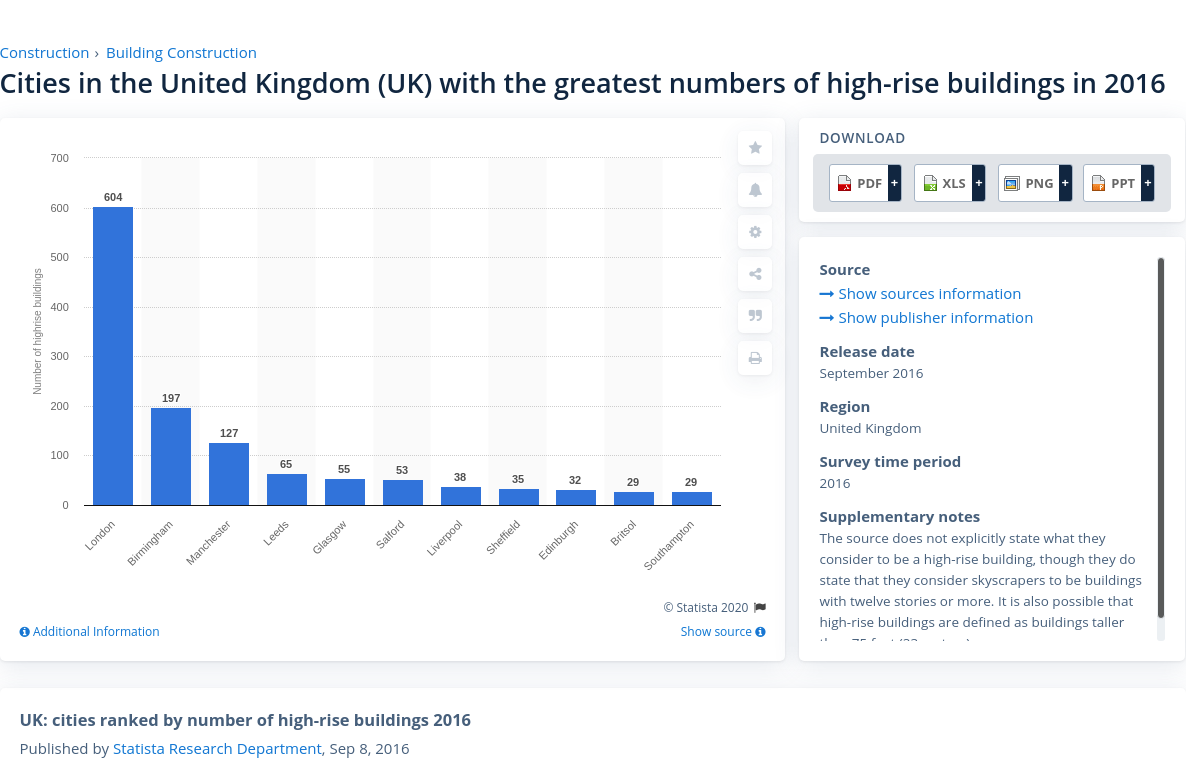 Construction › Building Construction
Cities in the United Kingdom (UK) with the greatest numbers of high-rise buildings in 2016
700
600
500
400
300
200
100
0
Number of highrise buildings
604
197
127
65
55
53
38
35
32
29
29
London
Birmingham
Manchester
Leeds
Glasgow
Salford
Liverpool
Sheffield
Edinburgh
Britsol
Southampton
© Statista 2020
Additional Information
Show source
DOWNLOAD
PDF +
XLS +
PNG +
PPT +
Source
Show sources information
Show publisher information
Release date
September 2016
Region
United Kingdom
Survey time period
2016
Supplementary notes
The source does not explicitly state what they
consider to be a high-rise building, though they do
state that they consider skyscrapers to be buildings
with twelve stories or more. It is also possible that
high-rise buildings are defined as buildings taller
UK: cities ranked by number of high-rise buildings 2016
Published by Statista Research Department, Sep 8, 2016